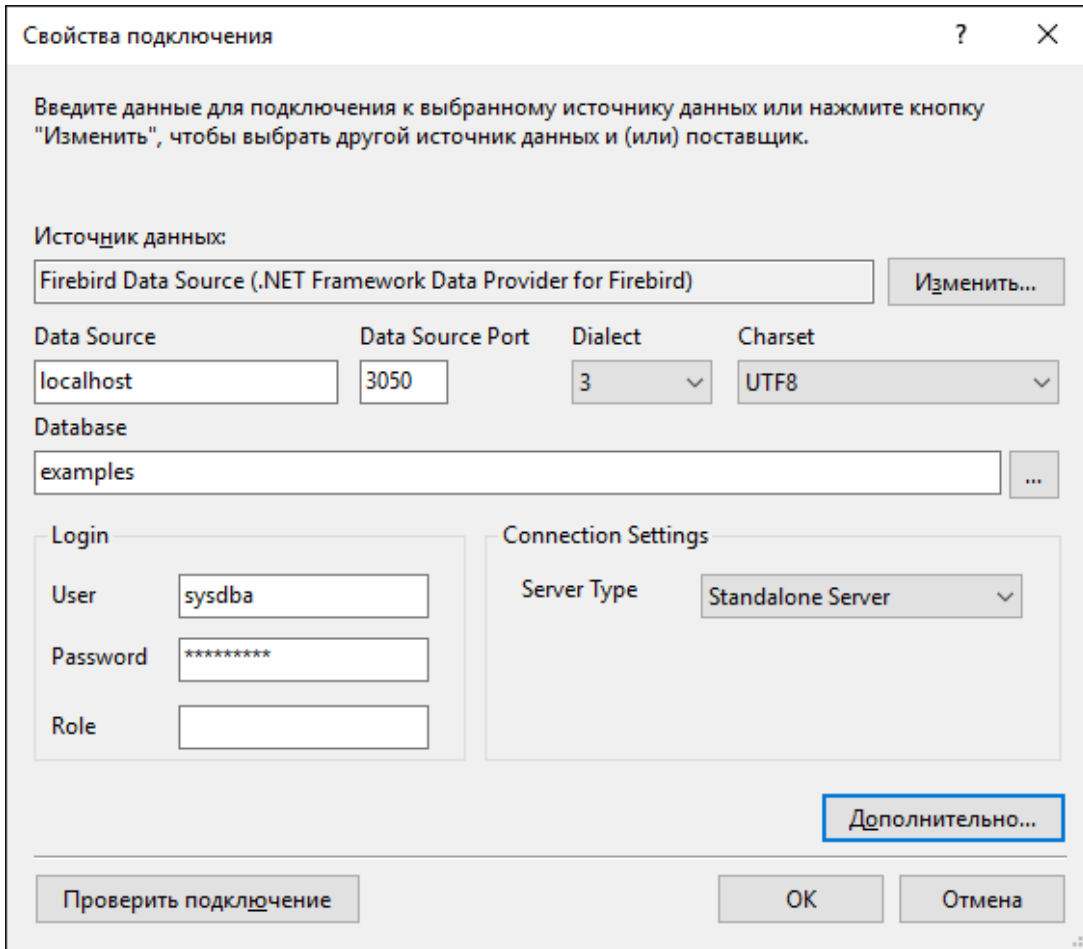 Свойства подключения
?
Введите данные для подключения к выбранному источнику данных или нажмите кнопку
"Изменить", чтобы выбрать другой источник данных и (или) поставщик.
Источник данных:
Firebird Data Source (.NET Framework Data Provider for Firebird)
Изменить...
Data Source
Data Source Port
Dialect
Charset
localhost
3050
3
UTF8
Database
examples
...
Login
User
sysdba
Password
*********
Role
Connection Settings
Server Type
Standalone Server
Дополнительно...
Проверить подключение
OK
Отмена